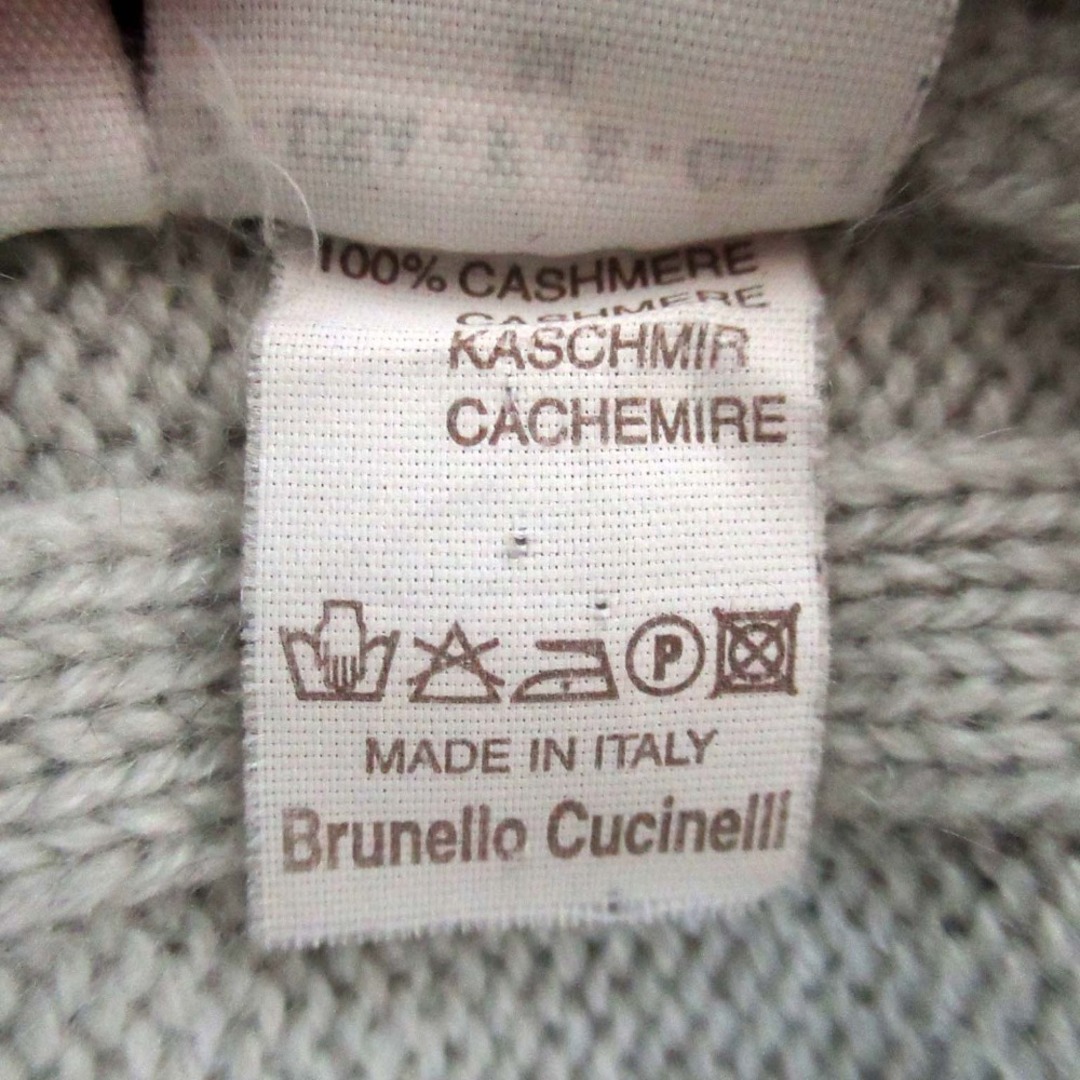 100% CASHMERE
CASHMERE
KASCHMIR
CACHEMIRE
P
MADE IN ITALY
Brunello Cucinelli